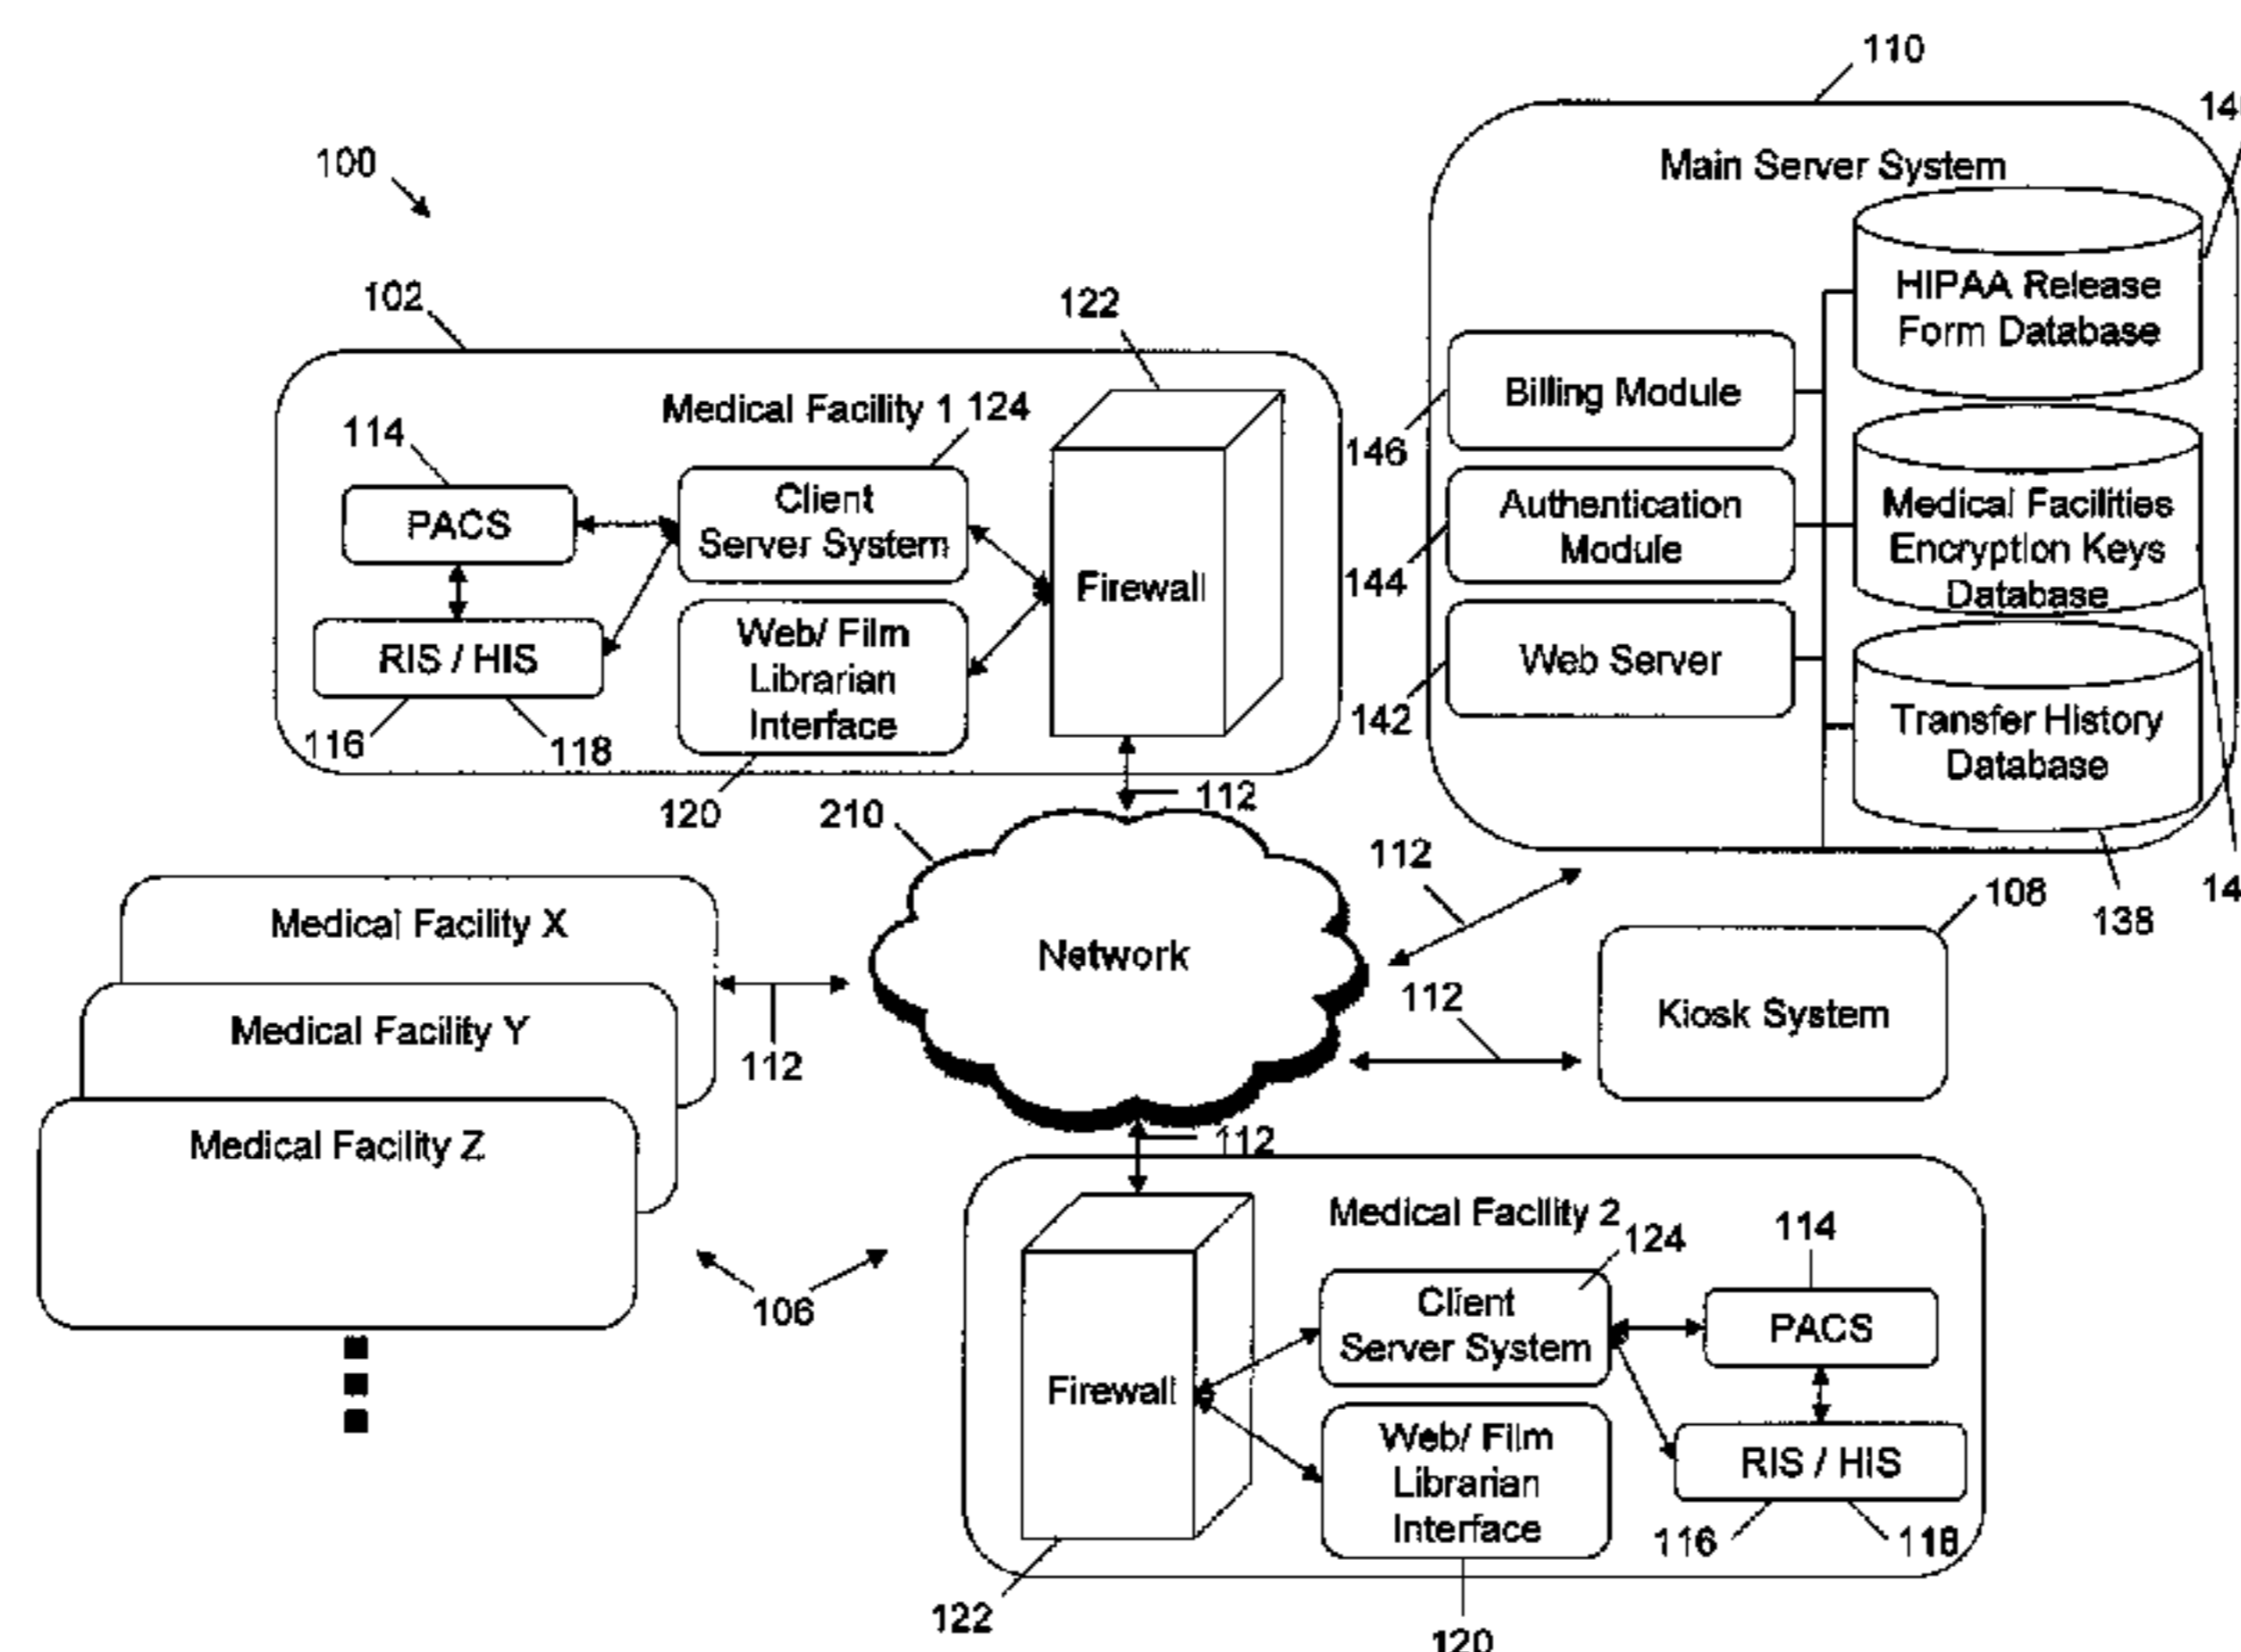 110
140
100
Main Server System
102
122
HIPAA Release
Form Database
Billing Module
146
Medical Facility 1
124
114
PACS
Client
Server System
Firewall
Authentication
Module
144
Medical Facilities
Encryption Keys
Database
RIS / HIS
116
118
Web/ Film
Librarian
Interface
120
Web Server
142
Transfer History
Database
138
14
112
210
Network
112
108
Kiosk System
112
Medical Facility X
Medical Facility Y
Medical Facility Z
112
106
112
Medical Facility 2
124
114
Firewall
122
Client
Server System
PACS
Web/ Film
Librarian
Interface
120
RIS / HIS
116
118